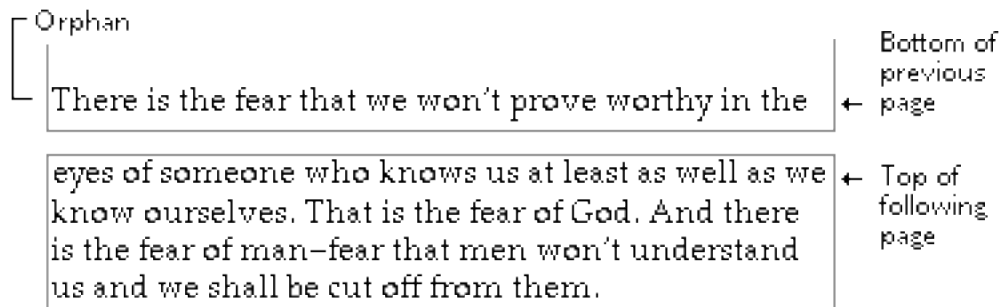 Orphan
Bottom of
previous
page
There is the fear that we won't prove worthy in the
eyes of someone who knows us at least as well as we
know ourselves. That is the fear of God. And there
is the fear of man–fear that men won't understand
us and we shall be cut off from them.
Top of
following
page